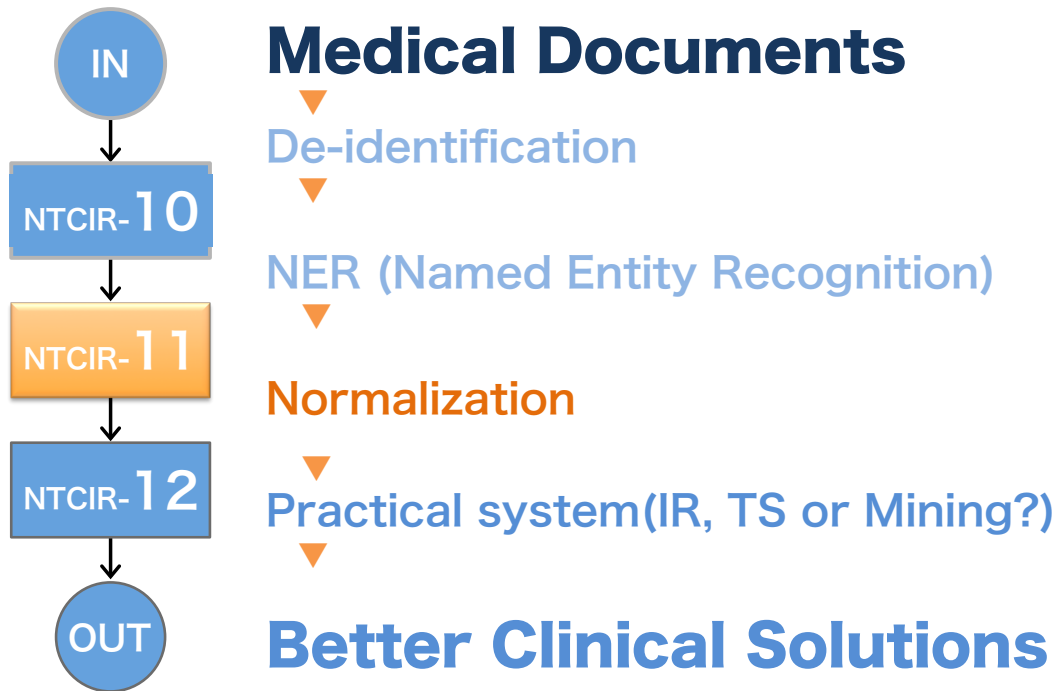 IN
Medical Documents
De-identification
NTCIR-10
NER (Named Entity Recognition)
NTCIR-11
Normalization
NTCIR-12
Practical system(IR, TS or Mining?)
OUT
Better Clinical Solutions